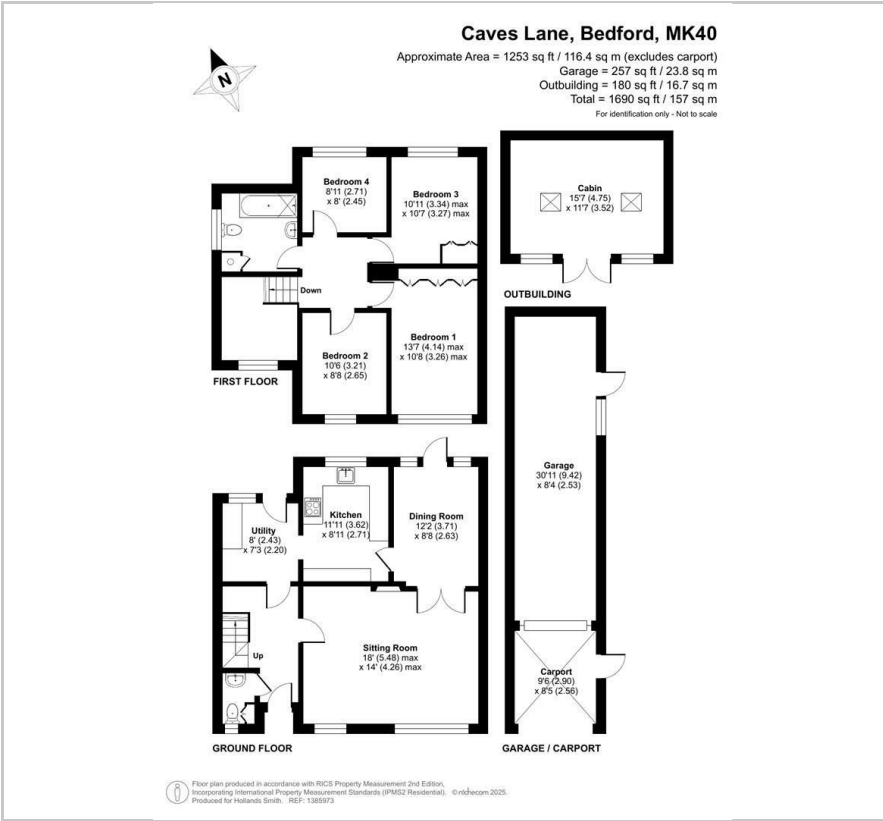 Caves Lane, Bedford, MK40
Approximate Area = 1253 sq ft / 116.4 sq m (excludes carport)
Garage = 257 sq ft / 23.8 sq m
Outbuilding = 180 sq ft / 16.7 sq m
Total = 1690 sq ft / 157 sq m
For identification only - Not to scale
N
Bedroom 4
8'11 (2.71)
x 8' (2.45)
Bedroom 3
10'11 (3.34) max
x 10'7 (3.27) max
Down
Bedroom 2
10'6 (3.21)
x 8'8 (2.65)
Bedroom 1
13'7 (4.14) max
x 10'8 (3.26) max
FIRST FLOOR
Cabin
15'7 (4.75)
x 11'7 (3.52)
OUTBUILDING
Utility
8' (2.43)
x 7'3 (2.20)
Kitchen
11'11 (3.62)
x 8'11 (2.71)
Dining Room
12'2 (3.71)
x 8'8 (2.63)
Up
Sitting Room
18' (5.48) max
x 14' (4.26) max
GROUND FLOOR
Garage
30'11 (9.42)
x 8'4 (2.53)
Carport
9'6 (2.90)
x 8'5 (2.56)
GARAGE / CARPORT
Floor plan produced in accordance with RICS Property Measurement 2nd Edition,
Incorporating International Property Measurement Standards (IPMS2 Residential). © nichecom 2025.
Produced for Hollands Smith. REF: 1385973